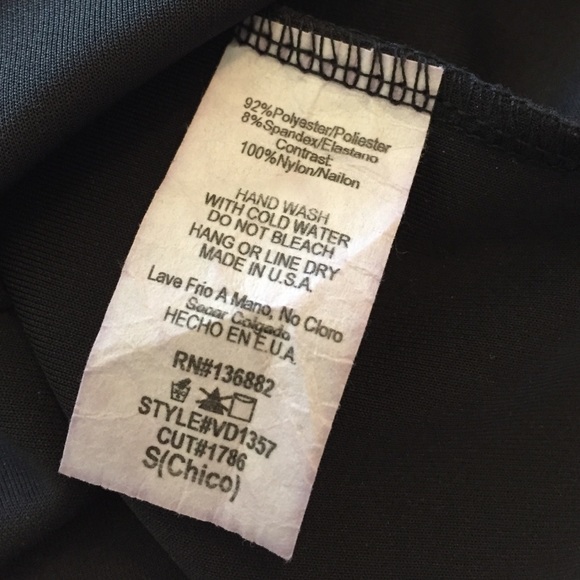 92%Polyester/Poliester
8%Spandex/Elastano
Contrast:
100%Nylon/Nailon
HAND WASH
WITH COLD WATER
DO NOT BLEACH
HANG OR LINE DRY
MADE IN U.S.A.
Lave Frio A Mano, No Cloro
Secar Colgado
HECHO EN E.U.A.
RN#136882
STYLE#VD1357
CUT#1786
S(Chico)